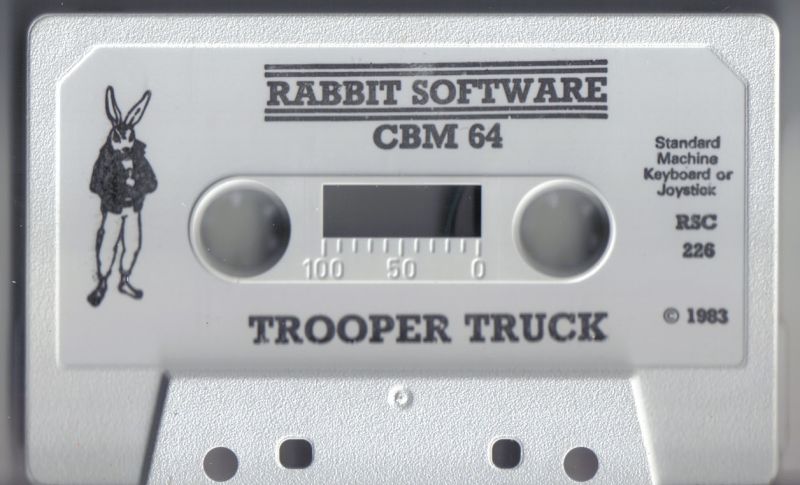 RABBIT SOFTWARE
CBM 64
Standard
Machine
Keyboard or
Joystick
RSC
226
100 50 0
TROOPER TRUCK
© 1983